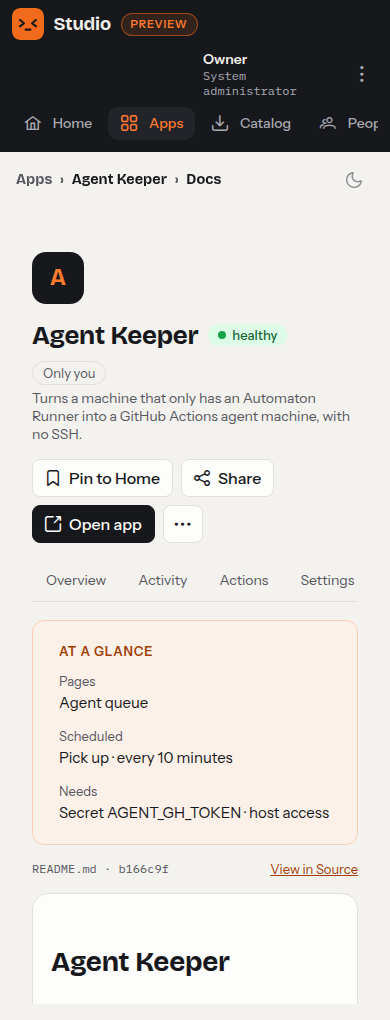 Studio PREVIEW
Owner
System
administrator
Home Apps Catalog Peop
Apps › Agent Keeper › Docs
A
Agent Keeper healthy
Only you
Turns a machine that only has an Automaton
Runner into a GitHub Actions agent machine, with
no SSH.
Pin to Home Share
Open app
Overview Activity Actions Settings
AT A GLANCE
Pages
Agent queue
Scheduled
Pick up · every 10 minutes
Needs
Secret AGENT_GH_TOKEN · host access
README.md · b166c9f View in Source
Agent Keeper